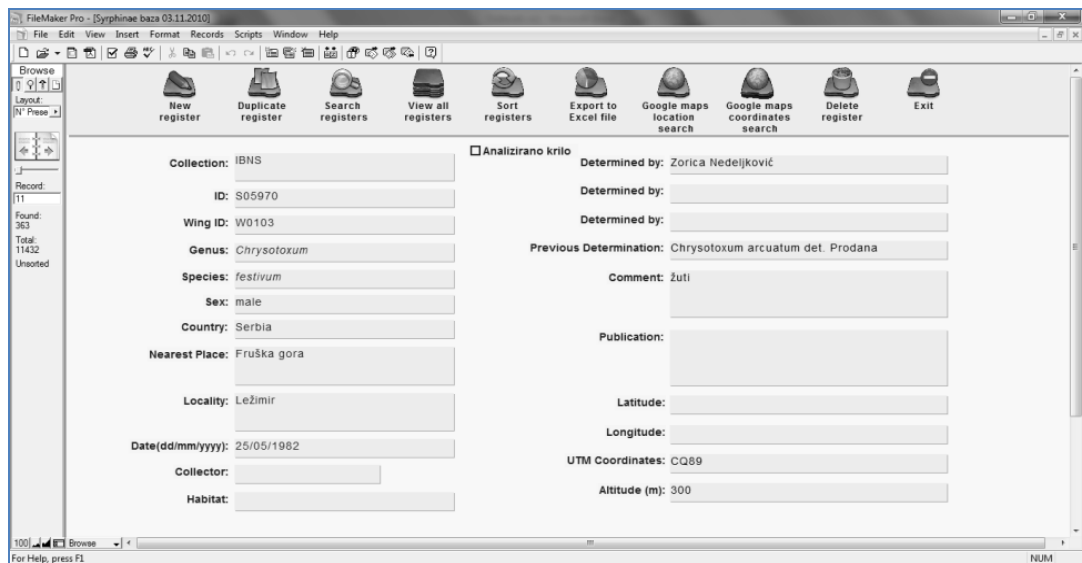 FileMaker Pro - [Syrphinae baza 03.11.2010]
File Edit View Insert Format Records Scripts Window Help
Browse
Layout:
N° Prese
Record:
11
Found:
363
Total:
11432
Unsorted
New register
Duplicate register
Search registers
View all registers
Sort registers
Export to Excel file
Google maps location search
Google maps coordinates search
Delete register
Exit
Collection: IBNS
ID: S05970
Wing ID: W0103
Genus: Chrysotoxum
Species: festivum
Sex: male
Country: Serbia
Nearest Place: Fruška gora
Locality: Ležimir
Date(dd/mm/yyyy): 25/05/1982
Collector:
Habitat:
Analizirano krilo
Determined by: Zorica Nedeljković
Determined by:
Determined by:
Previous Determination: Chrysotoxum arcuatum det. Prodana
Comment: žuti
Publication:
Latitude:
Longitude:
UTM Coordinates: CQ89
Altitude (m): 300
100 Browse
For Help, press F1 NUM